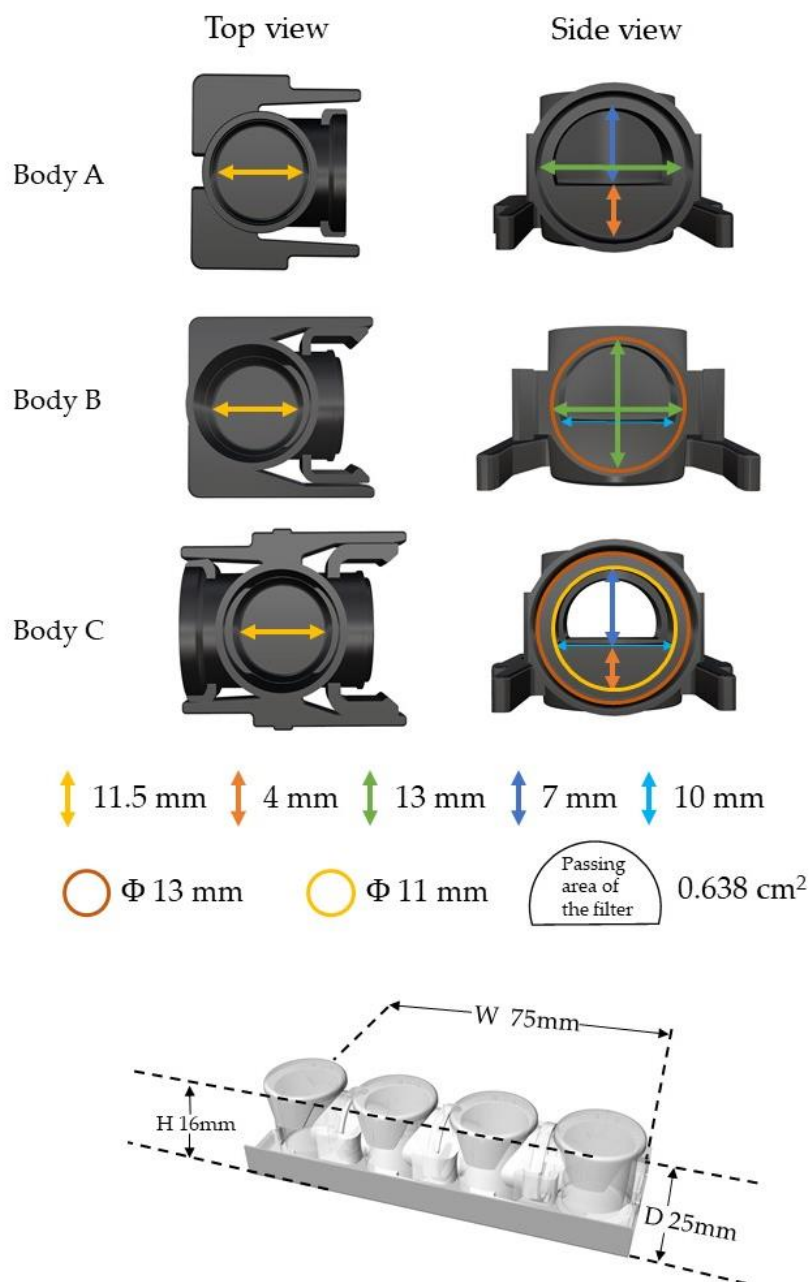 Top view
Side view
Body A
Body B
Body C
11.5 mm
4 mm
13 mm
7 mm
10 mm
Φ 13 mm
Φ 11 mm
Passing
area of
the filter
0.638 cm²
W 75mm
H 16mm
D 25mm